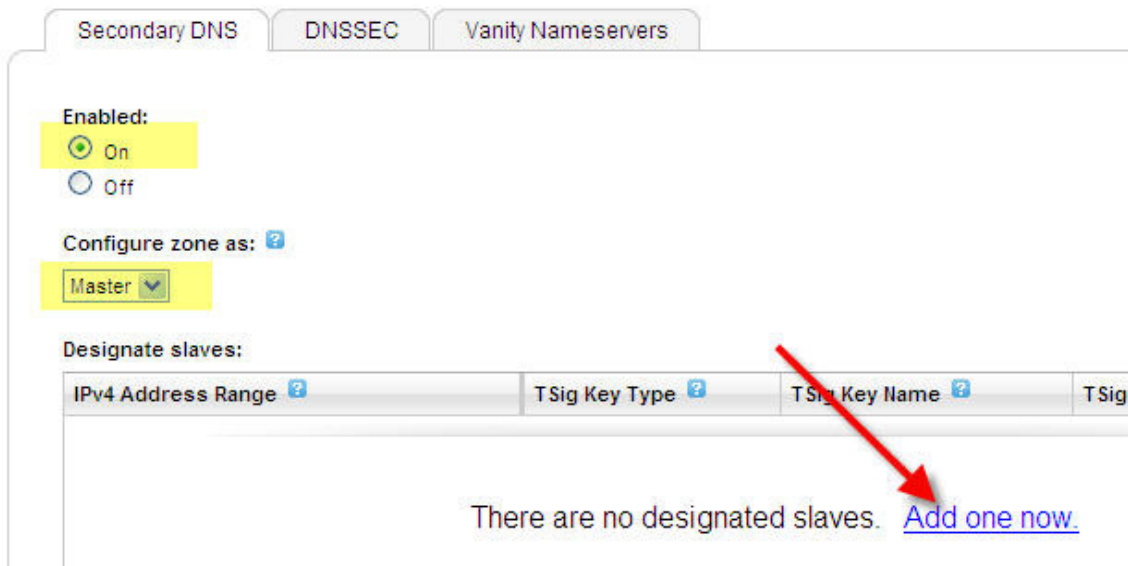 Secondary DNS DNSSEC Vanity Nameservers
Enabled:
On
Off
Configure zone as: ?
Master
Designate slaves:
IPv4 Address Range ? TSig Key Type ? TSig Key Name ? TSig
There are no designated slaves. Add one now.